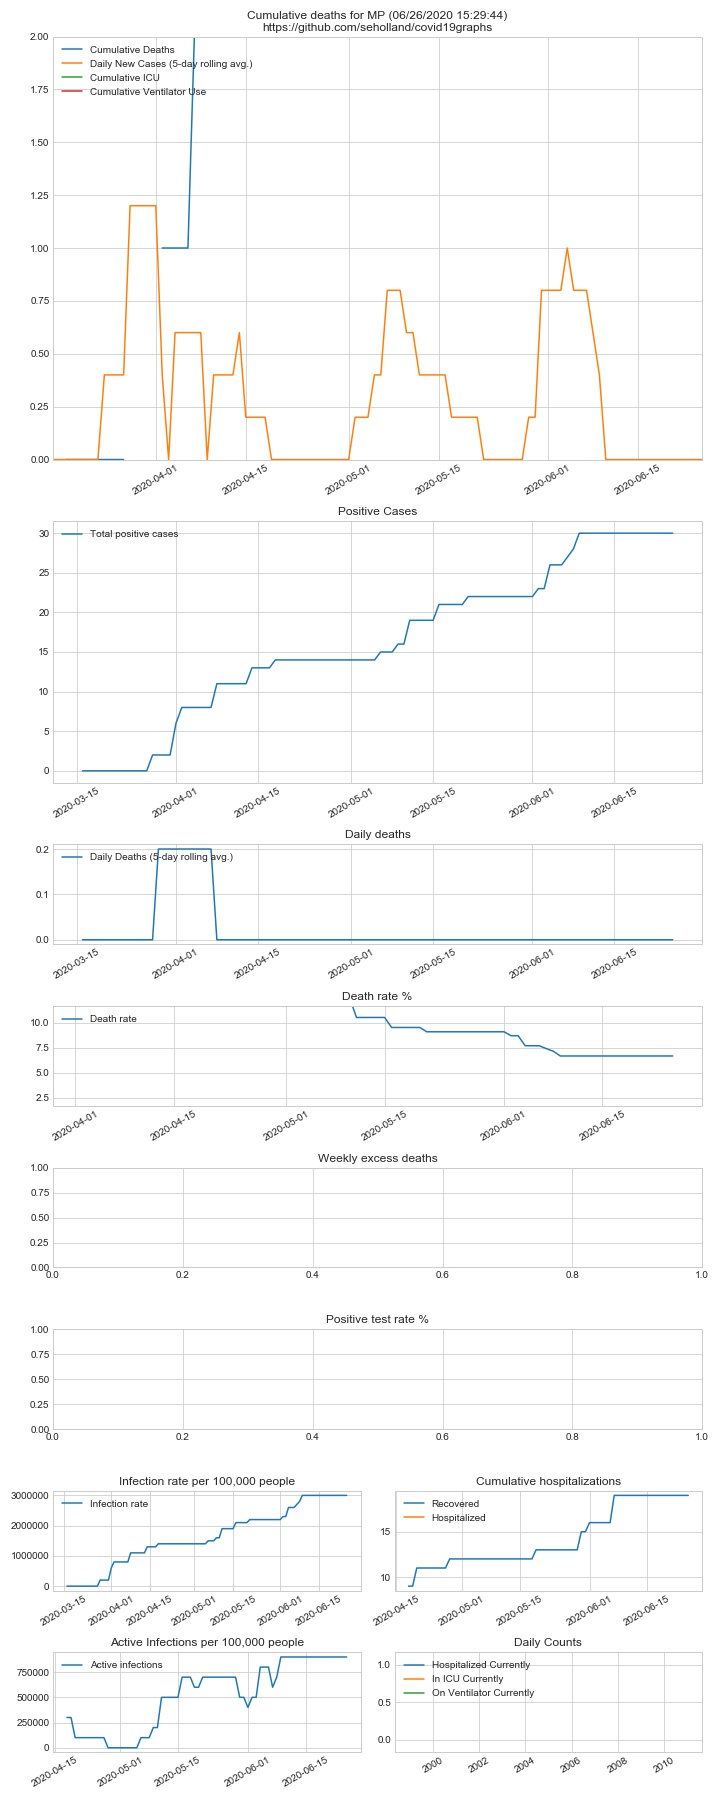 Cumulative deaths for MP (06/26/2020 15:29:44)
https://github.com/seholland/covid19graphs
Cumulative Deaths
Daily New Cases (5-day rolling avg.)
Cumulative ICU
Cumulative Ventilator Use
2.00
1.75
1.50
1.25
1.00
0.75
0.50
0.25
0.00
2020-04-01 2020-04-15 2020-05-01 2020-05-15 2020-06-01 2020-06-15
Positive Cases
Total positive cases
30
25
20
15
10
5
0
2020-03-15 2020-04-01 2020-04-15 2020-05-01 2020-05-15 2020-06-01 2020-06-15
Daily deaths
Daily Deaths (5-day rolling avg.)
0.2
0.1
0.0
2020-03-15 2020-04-01 2020-04-15 2020-05-01 2020-05-15 2020-06-01 2020-06-15
Death rate %
Death rate
10.0
7.5
5.0
2.5
2020-04-01 2020-04-15 2020-05-01 2020-05-15 2020-06-01 2020-06-15
Weekly excess deaths
1.00
0.75
0.50
0.25
0.00
0.0 0.2 0.4 0.6 0.8 1.0
Positive test rate %
1.00
0.75
0.50
0.25
0.00
0.0 0.2 0.4 0.6 0.8 1.0
Infection rate per 100,000 people
Infection rate
3000000
2000000
1000000
0
2020-03-15 2020-04-01 2020-04-15 2020-05-01 2020-05-15 2020-06-01 2020-06-15
Cumulative hospitalizations
Recovered
Hospitalized
15
10
2020-04-15 2020-05-01 2020-05-15 2020-06-01 2020-06-15
Active Infections per 100,000 people
Active infections
750000
500000
250000
0
2020-04-15 2020-05-01 2020-05-15 2020-06-01 2020-06-15
Daily Counts
Hospitalized Currently
In ICU Currently
On Ventilator Currently
1.0
0.5
0.0
2000 2002 2004 2006 2008 2010